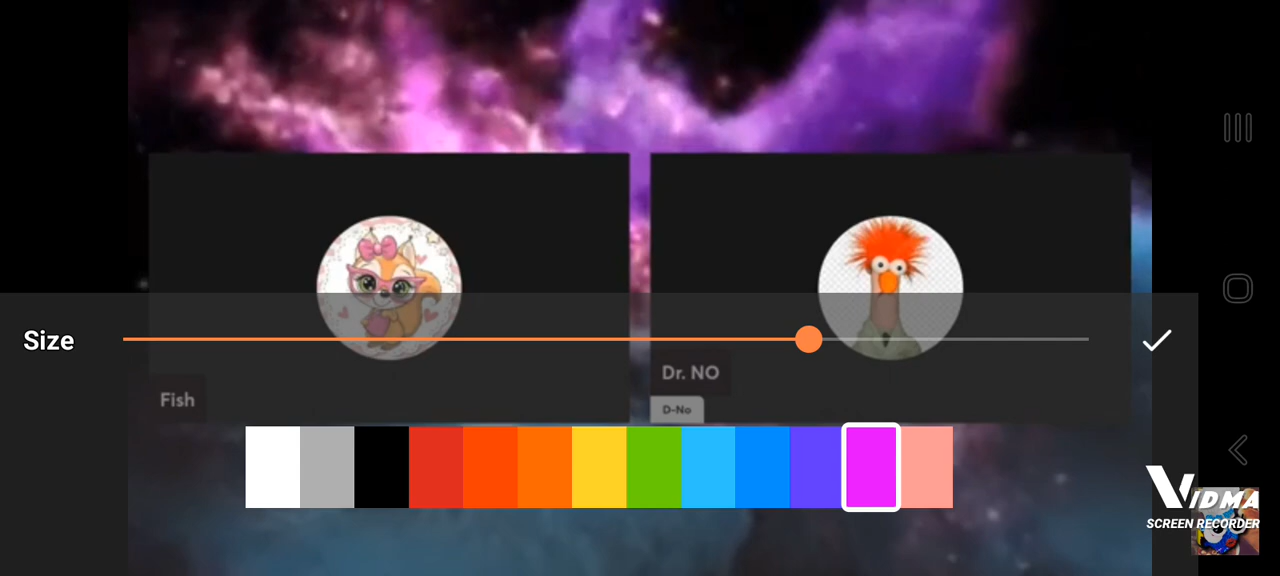 Size
Fish
Dr. NO
D-No
VIDMA
SCREEN RECORDER